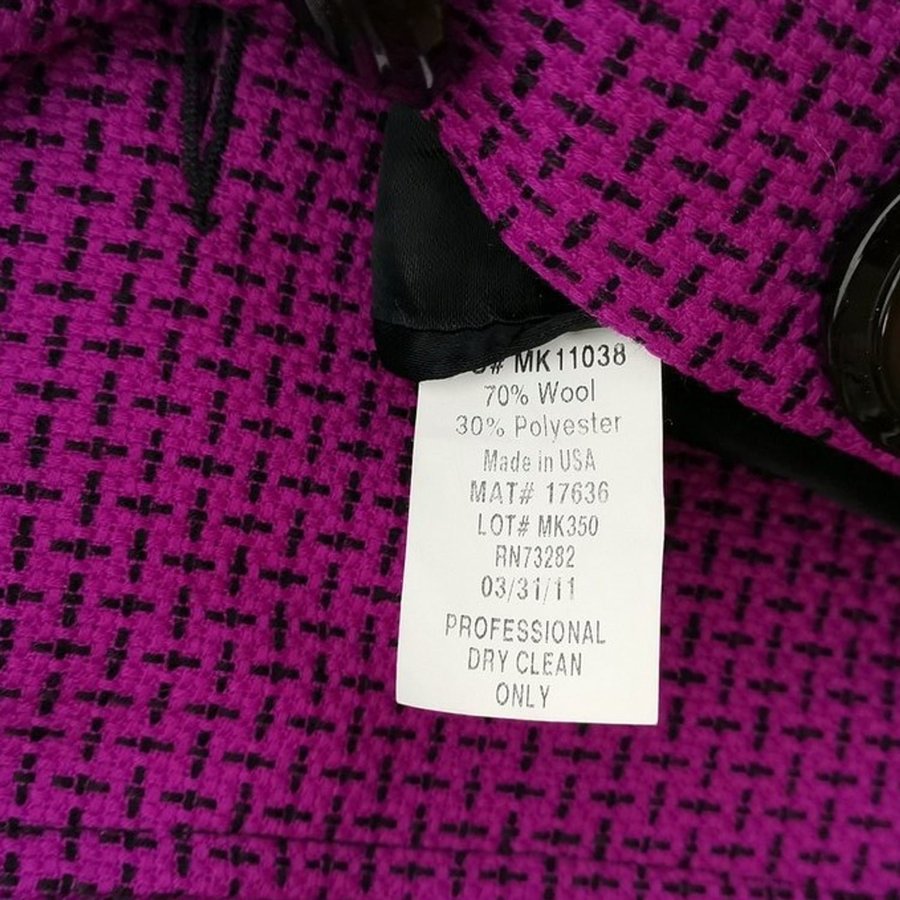 # MK11038
70% Wool
30% Polyester
Made in USA
MAT# 17636
LOT# MK350
RN73282
03/31/11
PROFESSIONAL
DRY CLEAN
ONLY